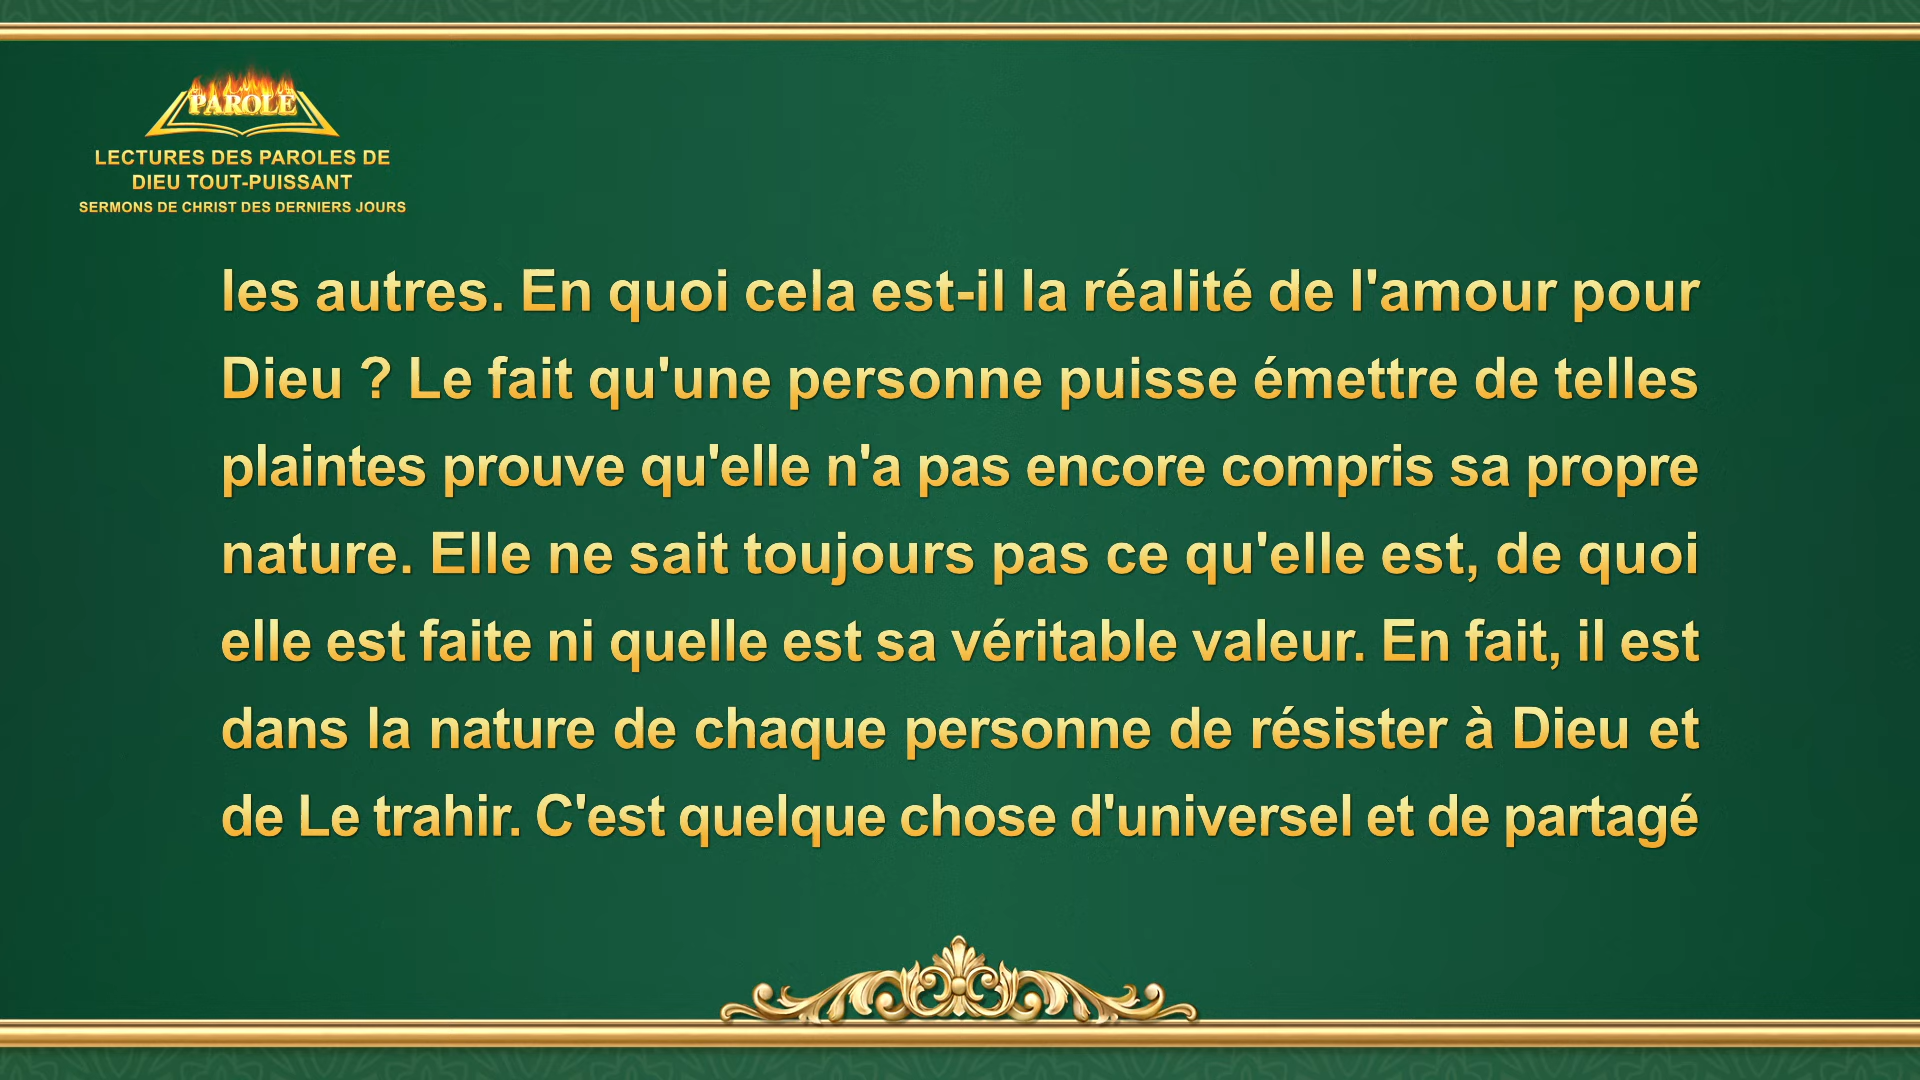 PAROLE
LECTURES DES PAROLES DE
DIEU TOUT-PUISSANT
SERMONS DE CHRIST DES DERNIERS JOURS
les autres. En quoi cela est-il la réalité de l'amour pour
Dieu ? Le fait qu'une personne puisse émettre de telles
plaintes prouve qu'elle n'a pas encore compris sa propre
nature. Elle ne sait toujours pas ce qu'elle est, de quoi
elle est faite ni quelle est sa véritable valeur. En fait, il est
dans la nature de chaque personne de résister à Dieu et
de Le trahir. C'est quelque chose d'universel et de partagé